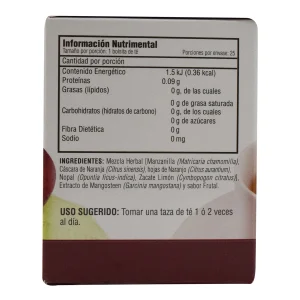 Información Nutrimental
Tamaño por porción: 1 bolsita de té Porciones por envase: 25
Cantidad por porción
Contenido Energético 1.5 kJ (0.36 kcal)
Proteínas 0.09 g
Grasas (lípidos) 0 g, de las cuales
0 g de grasa saturada
Carbohidratos (hidratos de carbono) 0 g, de los cuales
0 g de azúcares
Fibra Dietética 0 g
Sodio 0 mg
INGREDIENTES: Mezcla Herbal [Manzanilla (Matricaria chamomilla),
Cáscara de Naranja (Citrus sinensis), hojas de Naranjo (Citrus aurantium),
Nopal (Opuntia ficus-indica), Zacate Limón (Cymbopogon citratus)],
Extracto de Mangosteen (Garcinia mangostana) y sabor Frutal.
USO SUGERIDO: Tomar una taza de té 1 ó 2 veces
al día.